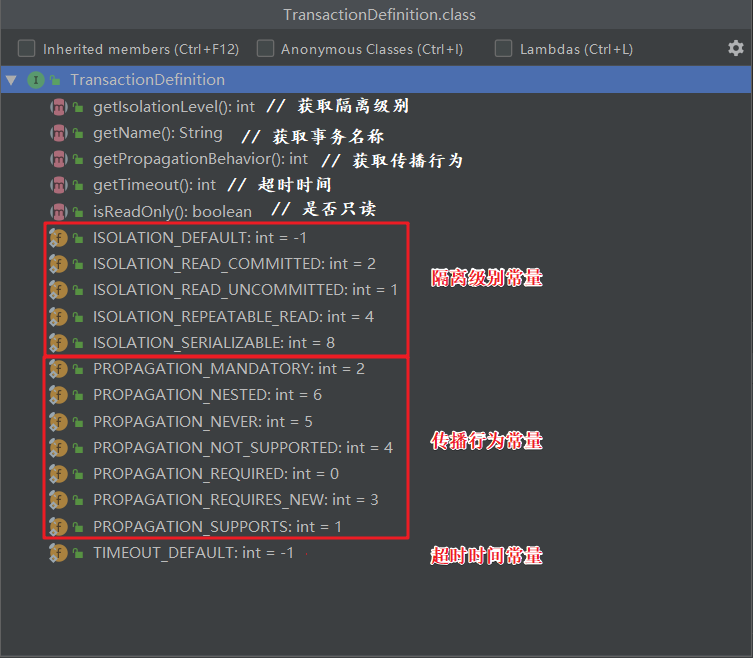 TransactionDefinition.class
Inherited members (Ctrl+F12) Anonymous Classes (Ctrl+I) Lambdas (Ctrl+L)
I TransactionDefinition
m getIsolationLevel(): int // 获取隔离级别
m getName(): String // 获取事务名称
m getPropagationBehavior(): int // 获取传播行为
m getTimeout(): int // 超时时间
m isReadOnly(): boolean // 是否只读
f ISOLATION_DEFAULT: int = -1
f ISOLATION_READ_COMMITTED: int = 2
隔离级别常量
f ISOLATION_READ_UNCOMMITTED: int = 1
f ISOLATION_REPEATABLE_READ: int = 4
f ISOLATION_SERIALIZABLE: int = 8
f PROPAGATION_MANDATORY: int = 2
f PROPAGATION_NESTED: int = 6
f PROPAGATION_NEVER: int = 5
传播行为常量
f PROPAGATION_NOT_SUPPORTED: int = 4
f PROPAGATION_REQUIRED: int = 0
f PROPAGATION_REQUIRES_NEW: int = 3
f PROPAGATION_SUPPORTS: int = 1
f TIMEOUT_DEFAULT: int = -1 超时时间常量